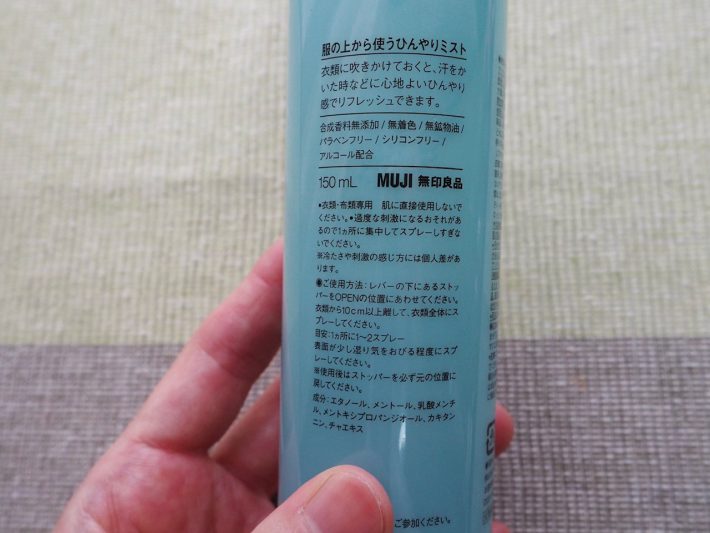 服の上から使うひんやりミスト
衣類に吹きかけておくと、汗をか
いた時などに心地よいひんやり
感でリフレッシュできます。
合成香料無添加/無着色/無鉱物油/
パラベンフリー/シリコンフリー/
アルコール配合
150mL MUJI 無印良品
●衣類・布類専用 肌に直接使用しないで
ください。●過度な刺激になるおそれがあ
るので1ヵ所に集中してスプレーしすぎな
いでください。
※冷たさや刺激の感じ方には個人差があ
ります。
◉ご使用方法:レバーの下にあるストッ
パーをOPENの位置にあわせてください。
衣類から10cm以上離して、衣類全体にス
プレーしてください。
目安:1ヵ所に1〜2スプレー
表面が少し湿り気をおびる程度にスプ
レーしてください。
※使用後はストッパーを必ず元の位置に
戻してください。
成分:エタノール、メントール、乳酸メンチ
ル、メントキシプロパンジオール、カキタン
ニン、チャエキス
ご参加ください。